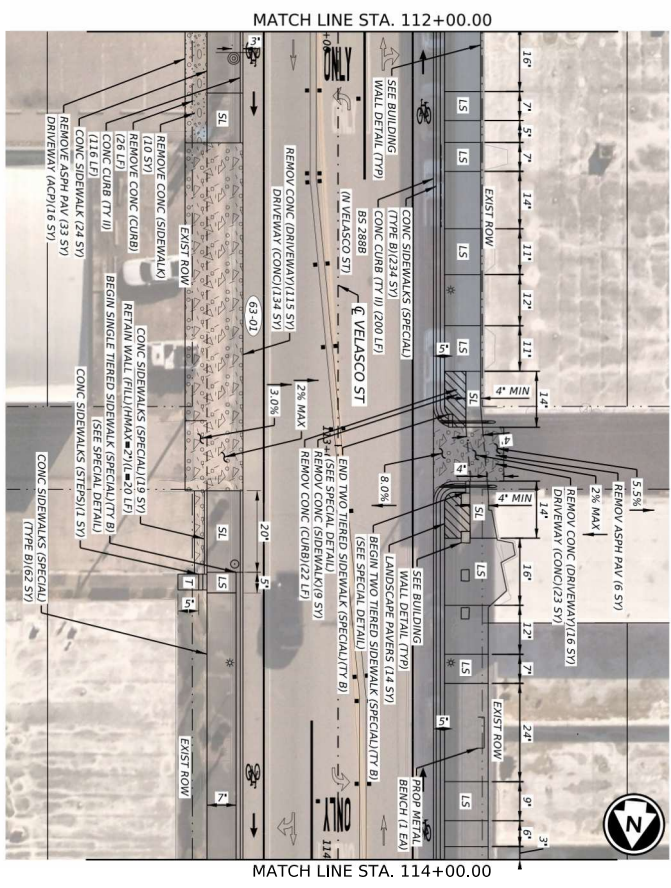 MATCH LINE STA. 112+00.00
REMOVE ASPH PAV (33 SY)
DRIVEWAY (ACP)(16 SY)
CONC SIDEWALK (24 SY)
CONC CURB (TY II)
(116 LF)
REMOVE CONC (CURB)
(26 LF)
REMOVE CONC (SIDEWALK)
(10 SY)
SL
3"
ONLY
SEE BUILDING
WALL DETAIL (TYP)
16"
7"
5"
7"
14"
11"
12"
11"
LS
LS
LS
LS
EXIST ROW
EXIST ROW
REMOV CONC (DRIVEWAY)(115 SY)
DRIVEWAY (CONC)(134 SY)
63-02
(N VELASCO ST)
BS 288B
℄ VELASCO ST
CONC SIDEWALKS (SPECIAL)
(TYPE B)(234 SY)
CONC CURB (TY II) (200 LF)
5"
SL
4" MIN
14"
2% MAX
3.0%
8.0%
4"
4"
5.5%
REMOV ASPH PAV (6 SY)
2% MAX
REMOV CONC (DRIVEWAY)(16 SY)
DRIVEWAY (CONC)(23 SY)
4" MIN
14"
SL
END TWO TIERED SIDEWALK (SPECIAL)(TY B)
(SEE SPECIAL DETAIL)
REMOV CONC (SIDEWALK)(9 SY)
REMOV CONC (CURB)(22 LF)
SEE BUILDING
WALL DETAIL (TYP)
LANDSCAPE PAVERS (14 SY)
BEGIN TWO TIERED SIDEWALK (SPECIAL)(TY B)
(SEE SPECIAL DETAIL)
CONC SIDEWALKS (SPECIAL)(19 SY)
RETAIN WALL (FILL)(HMAX=2")(L=20 LF)
BEGIN SINGLE TIERED SIDEWALK (SPECIAL)(TY B)
(SEE SPECIAL DETAIL)
CONC SIDEWALKS (STEPS)(1 SY)
CONC SIDEWALKS (SPECIAL)
(TYPE B)(62 SY)
SL
20"
5"
LS
T
5"
7"
EXIST ROW
16"
12"
7"
24"
9"
6"
3"
LS
LS
LS
EXIST ROW
5"
PROP METAL
BENCH (1 EA)
ONLY
114
N
MATCH LINE STA. 114+00.00